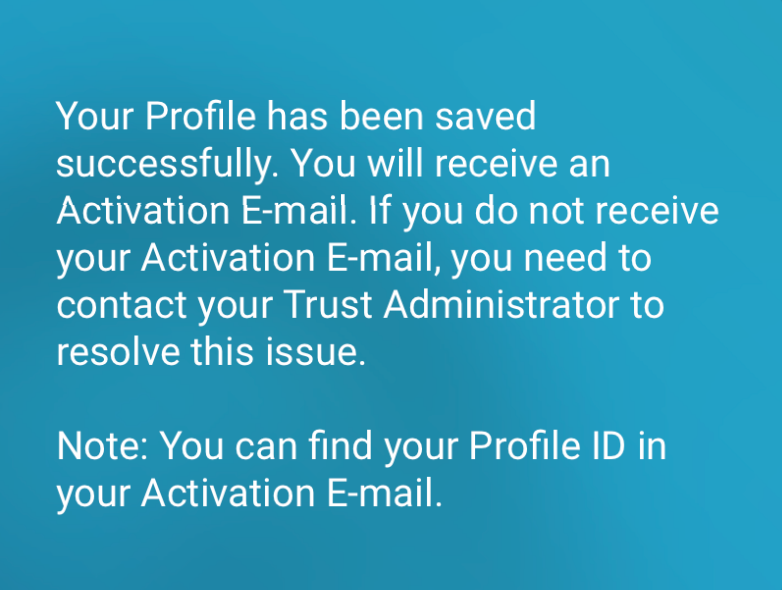 Your Profile has been saved
successfully. You will receive an
Activation E-mail. If you do not receive
your Activation E-mail, you need to
contact your Trust Administrator to
resolve this issue.
Note: You can find your Profile ID in
your Activation E-mail.